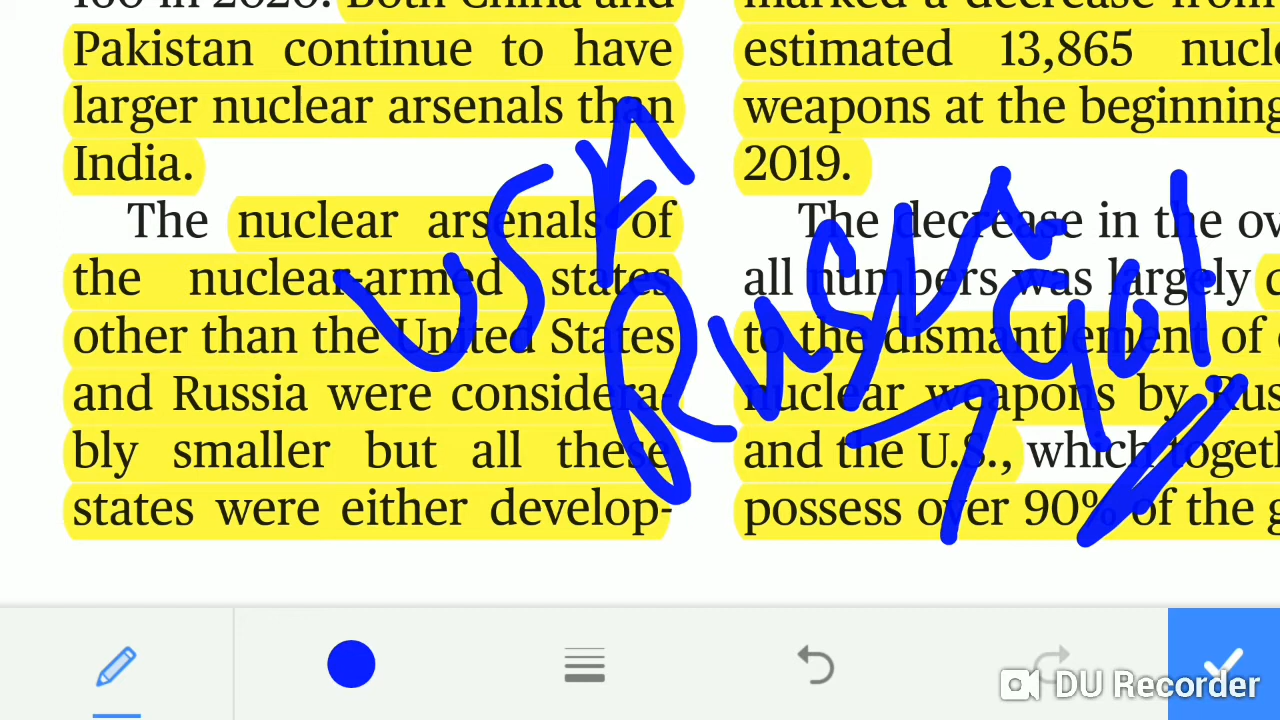 160 in 2020. Both China and
Pakistan continue to have
larger nuclear arsenals than
India.
The nuclear arsenals of
the nuclear-armed states
other than the United States
and Russia were considera-
bly smaller but all these
states were either develop-
marked a decrease from
estimated 13,865 nucl
weapons at the beginning
2019.
The decrease in the ov
all numbers was largely
to the dismantlement of
nuclear weapons by Rus
and the U.S., which togeth
possess over 90% of the g
USA
Russia
90%
DU Recorder